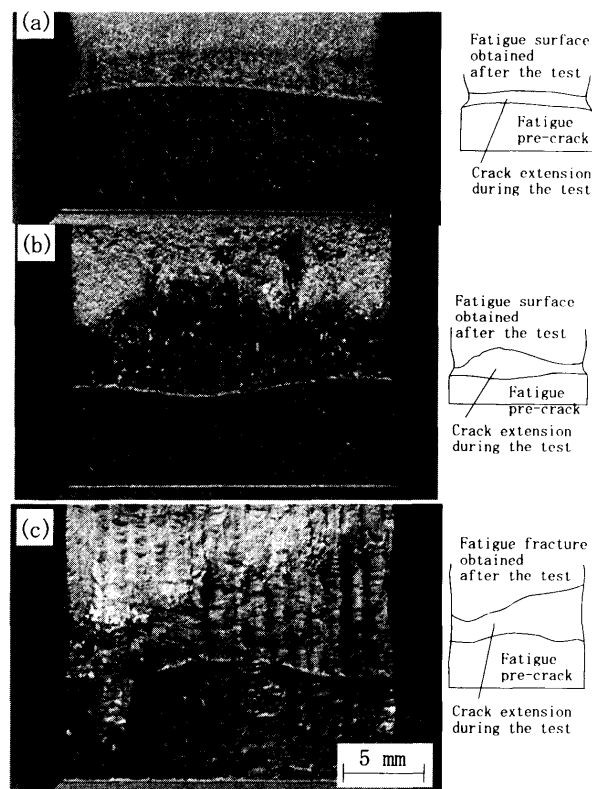 (a)
Fatigue surface
obtained
after the test
Fatigue
pre-crack
Crack extension
during the test
(b)
Fatigue surface
obtained
after the test
Fatigue
pre-crack
Crack extension
during the test
(c)
Fatigue fracture
obtained
after the test
Fatigue
pre-crack
Crack extension
during the test
5 mm